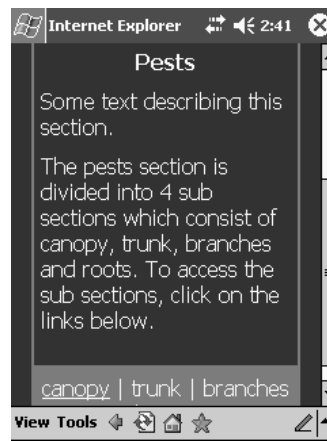 Internet Explorer 2:41
Pests
Some text describing this
section.
The pests section is
divided into 4 sub
sections which consist of
canopy, trunk, branches
and roots. To access the
sub sections, click on the
links below.
canopy | trunk | branches
View Tools